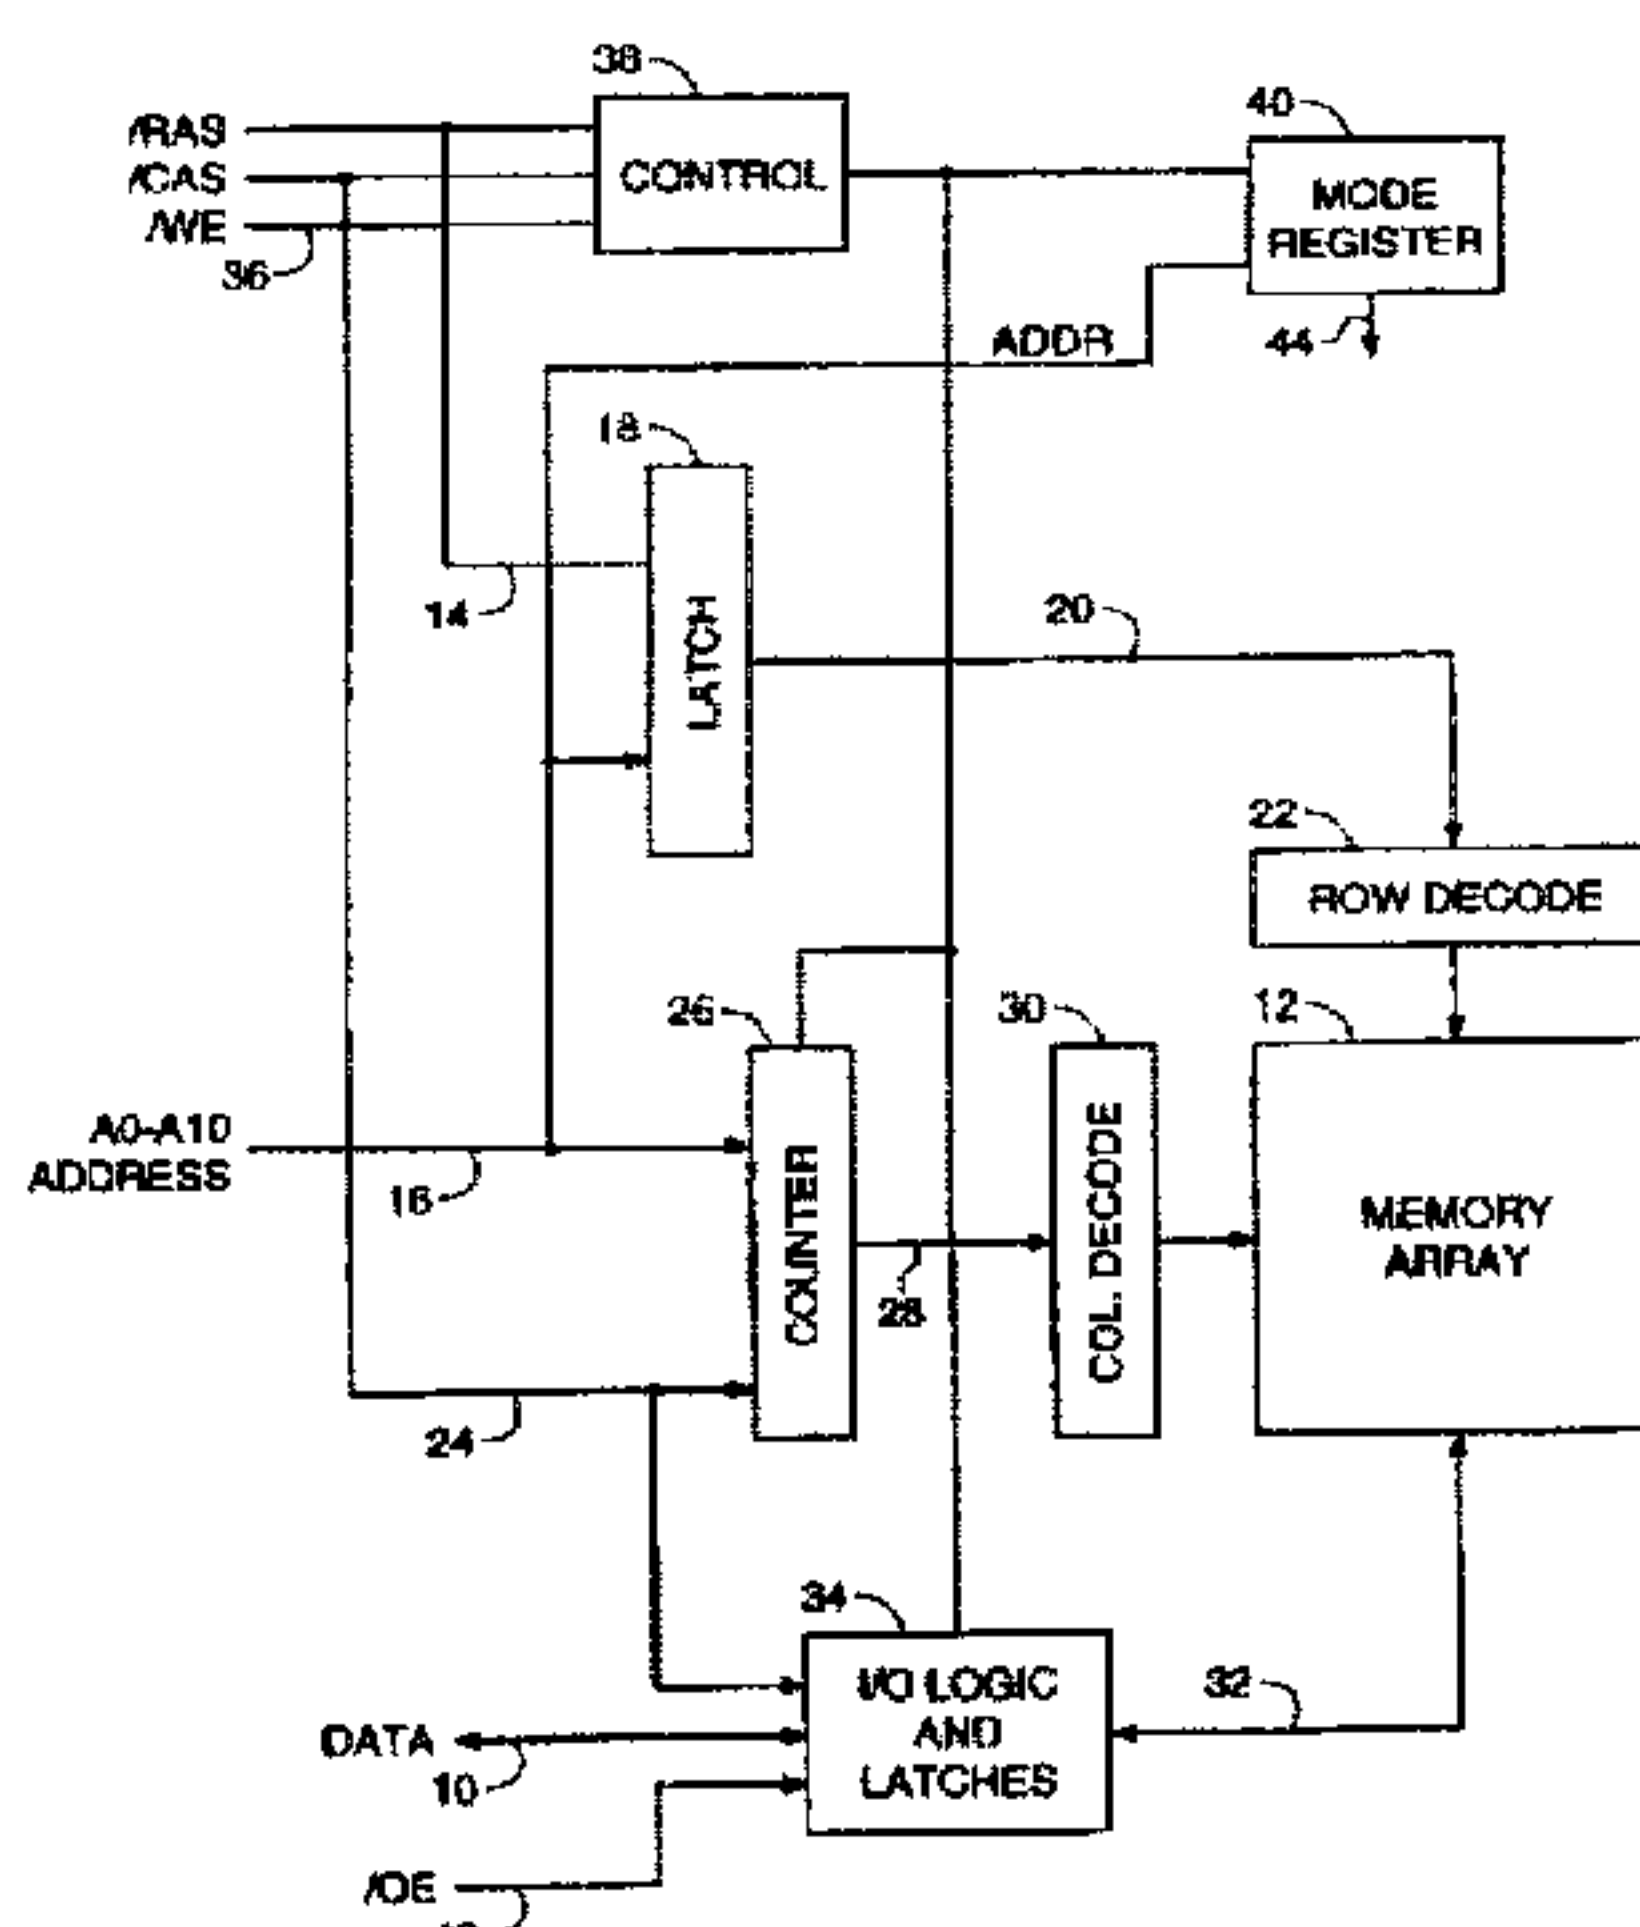 38
/RAS
/CAS
/WE
36
CONTROL
40
MODE
REGISTER
44
ADDR
18
14
LATCH
20
22
ROW DECODE
26
30
12
A0-A10
ADDRESS
16
COUNTER
28
COL. DECODE
MEMORY
ARRAY
24
34
I/O LOGIC
AND
LATCHES
32
DATA
10
/OE